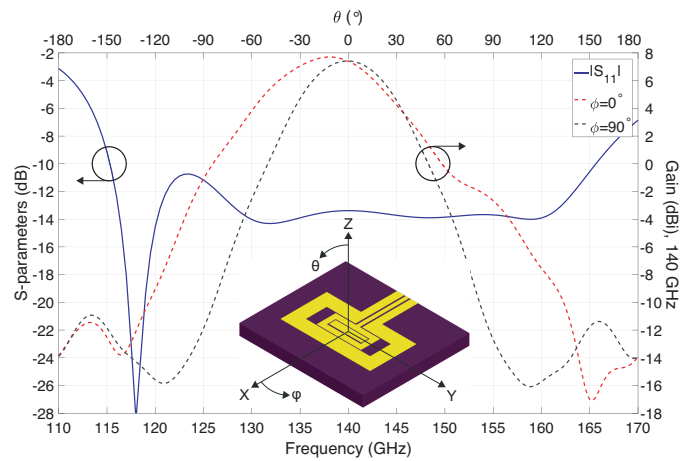 θ (°)
-180 -150 -120 -90 -60 -30 0 30 50 90 120 150 180
-2 8
-4 6
-6 4
-8 2
-10 0
-12 -2
-14 -4
-16 -6
-18 -8
-20 -10
-22 -12
-24 -14
-26 -16
-28 -18
|S11|
ϕ=0°
ϕ=90°
S-parameters (dB)
Gain (dBi), 140 GHz
Z
θ
X
φ
Y
110 115 120 125 130 135 140 145 150 155 160 165 170
Frequency (GHz)